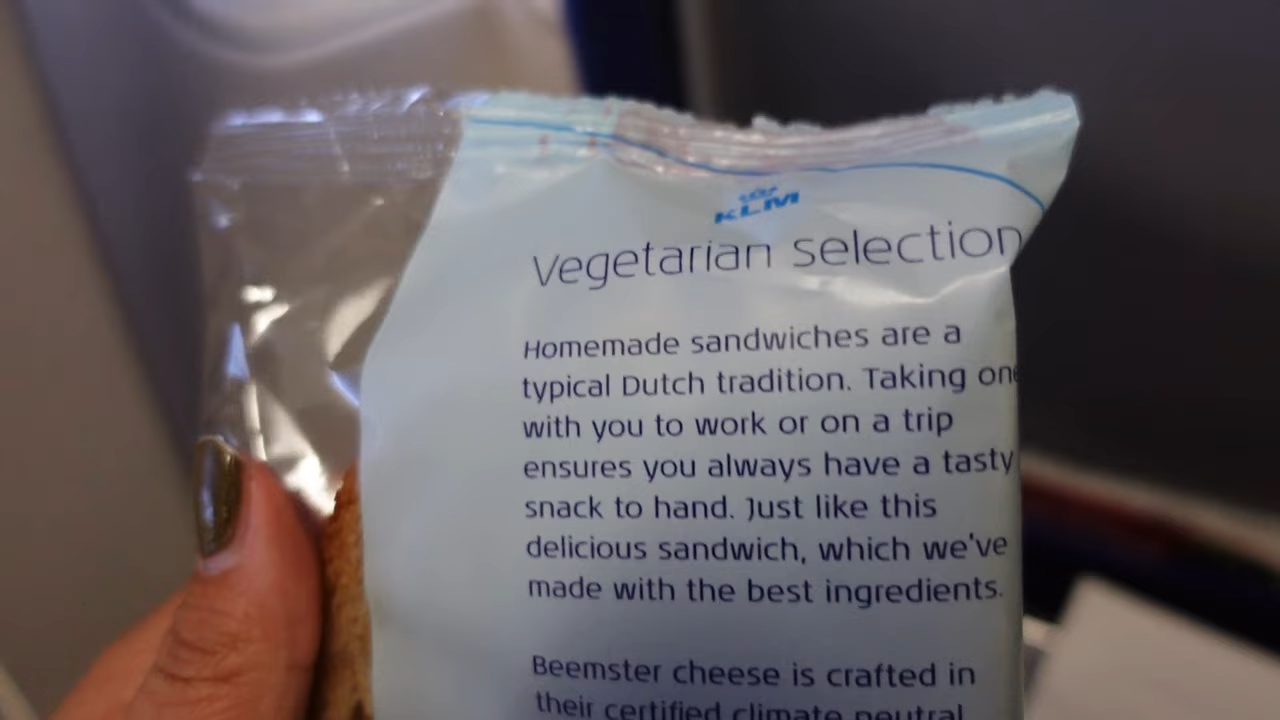 KLM
Vegetarian selection
Homemade sandwiches are a
typical Dutch tradition. Taking one
with you to work or on a trip
ensures you always have a tasty
snack to hand. Just like this
delicious sandwich, which we've
made with the best ingredients.
Beemster cheese is crafted in
their certified climate neutral